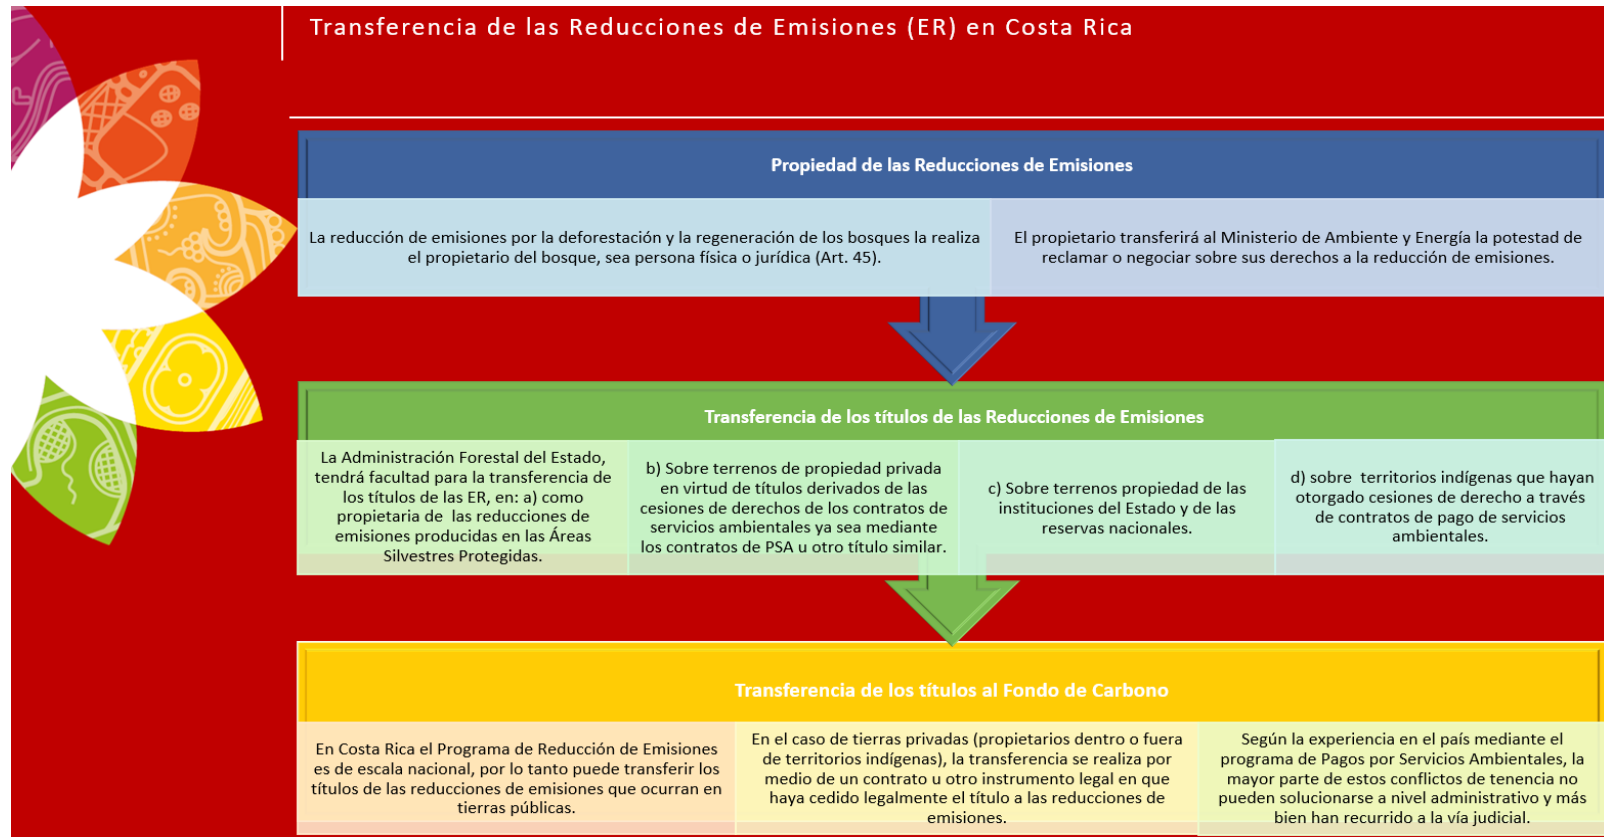 Transferencia de las Reducciones de Emisiones (ER) en Costa Rica
Propiedad de las Reducciones de Emisiones
La reducción de emisiones por la deforestación y la regeneración de los bosques la realiza
el propietario del bosque, sea persona física o jurídica (Art. 45).
El propietario transferirá al Ministerio de Ambiente y Energía la potestad de
reclamar o negociar sobre sus derechos a la reducción de emisiones.
Transferencia de los títulos de las Reducciones de Emisiones
La Administración Forestal del Estado,
tendrá facultad para la transferencia de
los títulos de las ER, en: a) como
propietaria de las reducciones de
emisiones producidas en las Áreas
Silvestres Protegidas.
b) Sobre terrenos de propiedad privada
en virtud de títulos derivados de las
cesiones de derechos de los contratos de
servicios ambientales ya sea mediante
los contratos de PSA u otro título similar.
c) Sobre terrenos propiedad de las
instituciones del Estado y de las
reservas nacionales.
d) sobre territorios indígenas que hayan
otorgado cesiones de derecho a través
de contratos de pago de servicios
ambientales.
Transferencia de los títulos al Fondo de Carbono
En Costa Rica el Programa de Reducción de Emisiones
es de escala nacional, por lo tanto puede transferir los
títulos de las reducciones de emisiones que ocurran en
tierras públicas.
En el caso de tierras privadas (propietarios dentro o fuera
de territorios indígenas), la transferencia se realiza por
medio de un contrato u otro instrumento legal en que
haya cedido legalmente el título a las reducciones de
emisiones.
Según la experiencia en el país mediante el
programa de Pagos por Servicios Ambientales, la
mayor parte de estos conflictos de tenencia no
pueden solucionarse a nivel administrativo y más
bien han recurrido a la vía judicial.